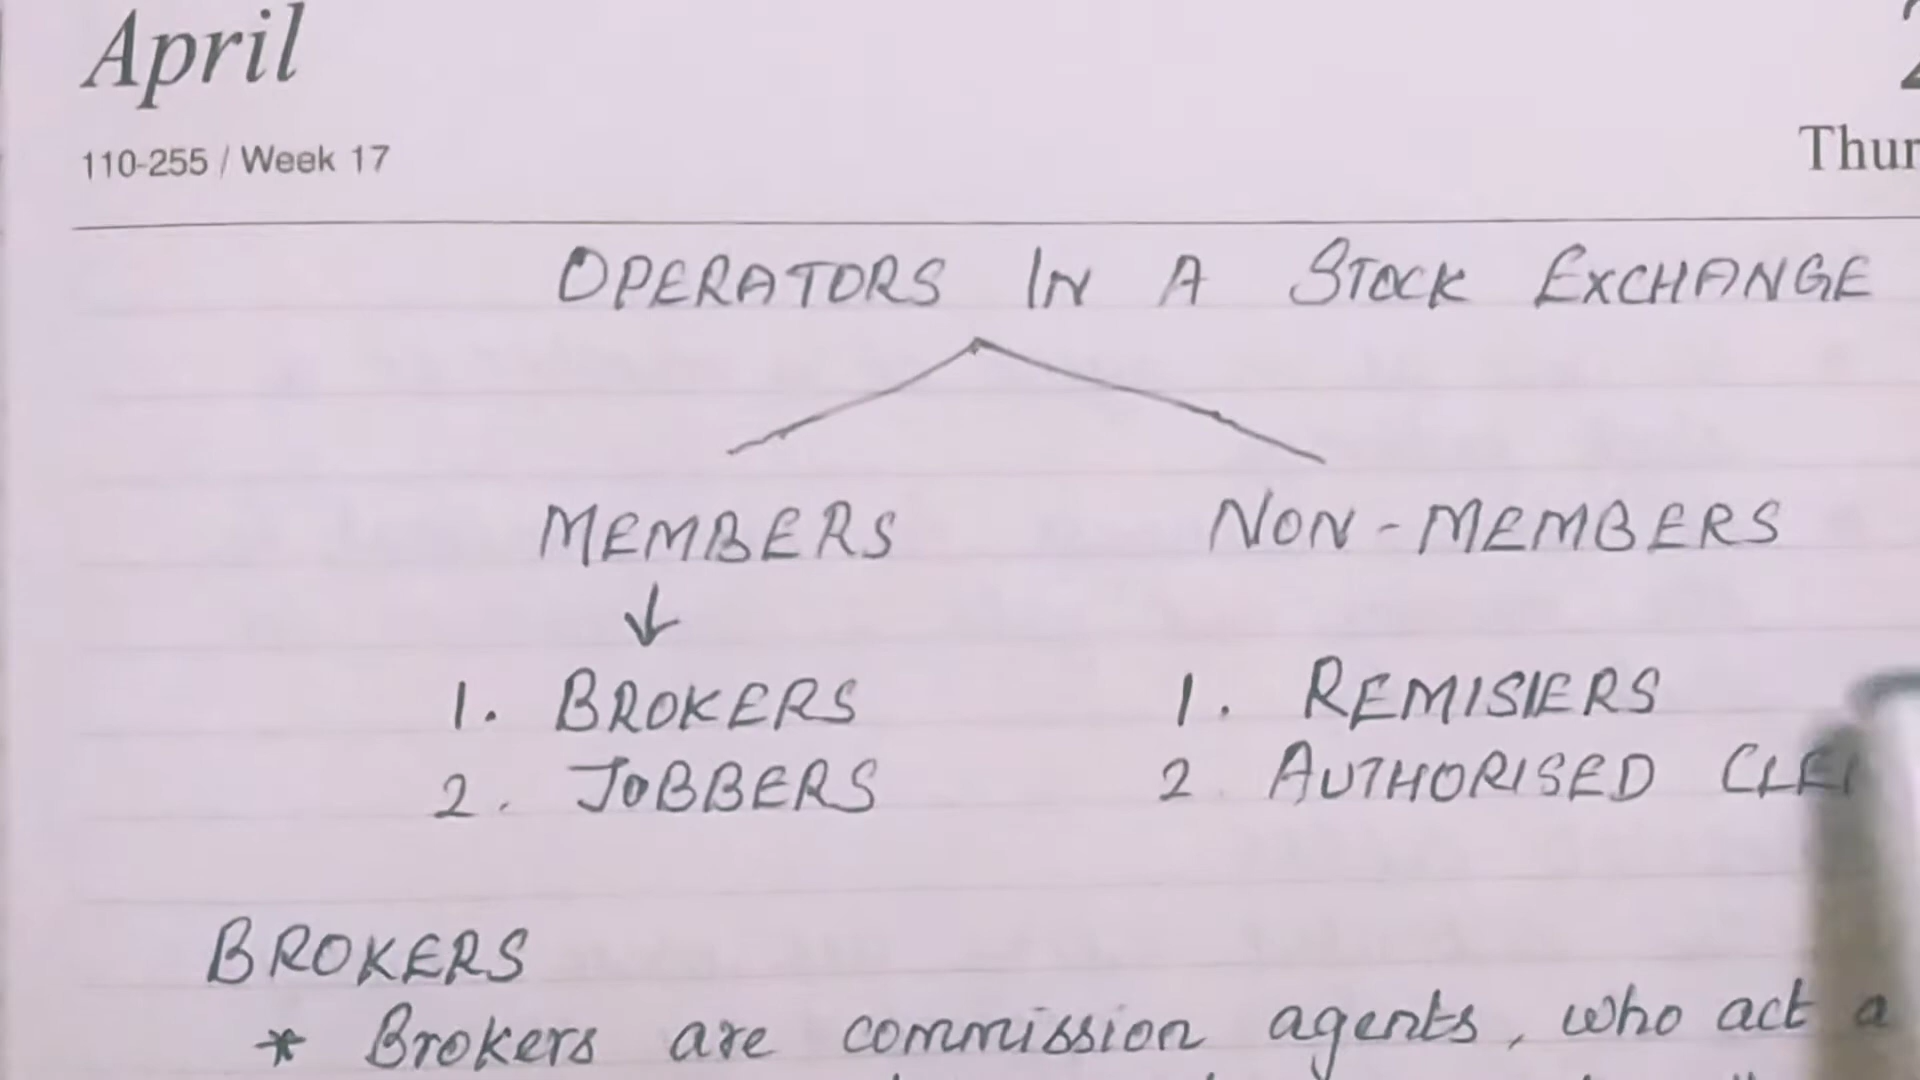 April
110-255 / Week 17
OPERATORS IN A STOCK EXCHANGE
MEMBERS NON-MEMBERS
1. BROKERS 1. REMISIERS
2. JOBBERS 2 AUTHORISED
BROKERS
* Brokers are commission agents, who act